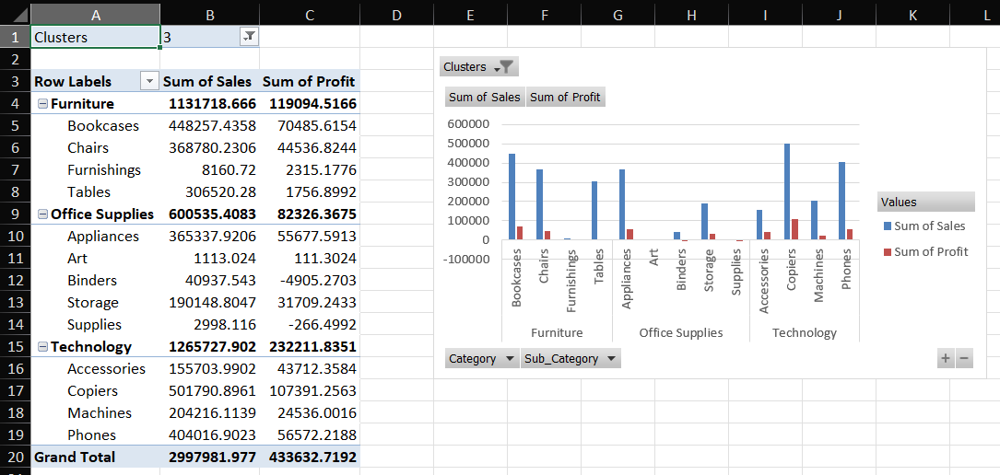 A B C D E F G H I J K L
1 Clusters 3
2
3 Row Labels Sum of Sales Sum of Profit
4 Furniture 1131718.666 119094.5166
5 Bookcases 448257.4358 70485.6154
6 Chairs 368780.2306 44536.8244
7 Furnishings 8160.72 2315.1776
8 Tables 306520.28 1756.8992
9 Office Supplies 600535.4083 82326.3675
10 Appliances 365337.9206 55677.5913
11 Art 1113.024 111.3024
12 Binders 40937.543 -4905.2703
13 Storage 190148.8047 31709.2433
14 Supplies 2998.116 -266.4992
15 Technology 1265727.902 232211.8351
16 Accessories 155703.9902 43712.3584
17 Copiers 501790.8961 107391.2563
18 Machines 204216.1139 24536.0016
19 Phones 404016.9023 56572.2188
20 Grand Total 2997981.977 433632.7192
Clusters
Sum of Sales Sum of Profit
600000
500000
400000
300000
200000
100000
0
-100000
Bookcases Chairs Furnishings Tables Appliances Art Binders Storage Supplies Accessories Copiers Machines Phones
Furniture Office Supplies Technology
Values
Sum of Sales
Sum of Profit
Category Sub_Category
+ −